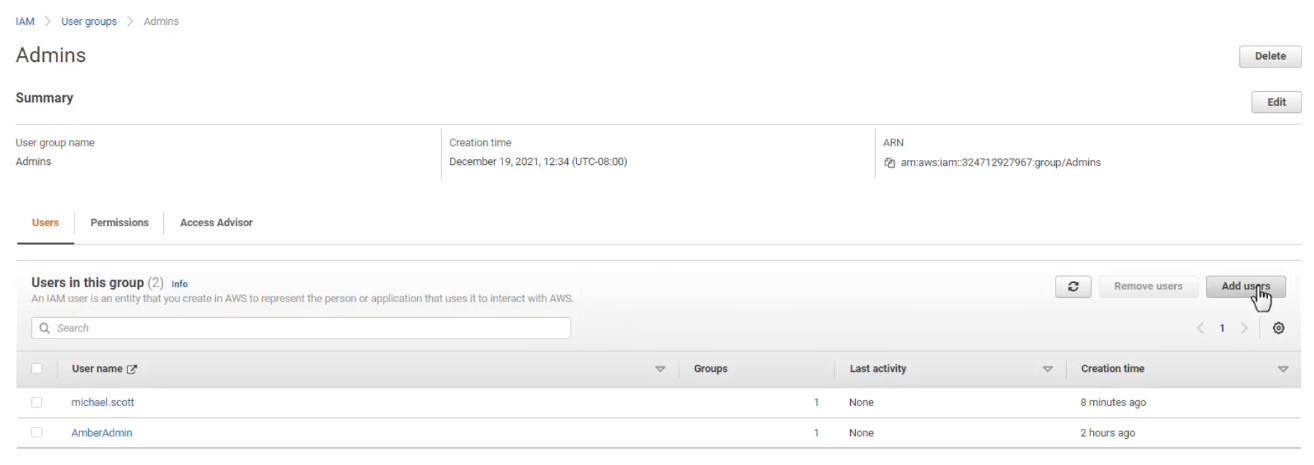 IAM > User groups > Admins
Admins
Delete
Summary
Edit
User group name Creation time ARN
Admins December 19, 2021, 12:34 (UTC-08:00) arn:aws:iam::324712927967:group/Admins
Users Permissions Access Advisor
Users in this group (2) Info
An IAM user is an entity that you create in AWS to represent the person or application that uses it to interact with AWS.
Remove users Add users
Search
1
User name Groups Last activity Creation time
michael.scott 1 None 8 minutes ago
AmberAdmin 1 None 2 hours ago